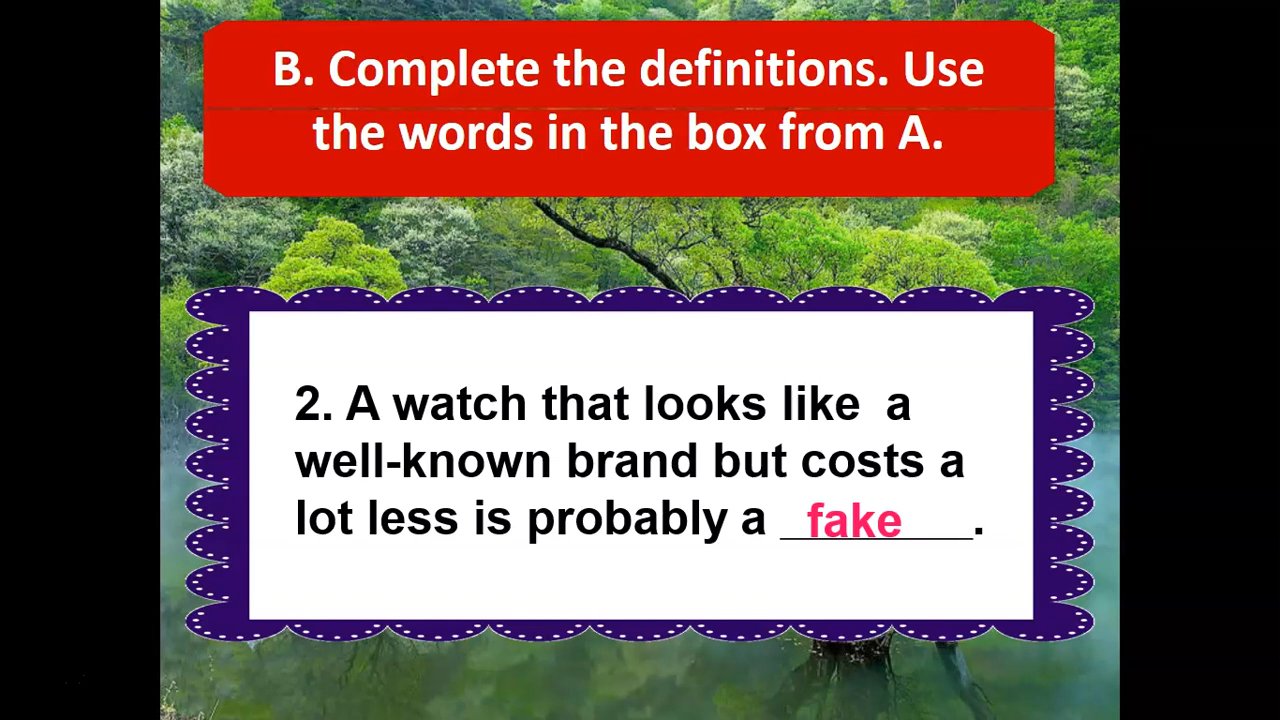 B. Complete the definitions. Use
the words in the box from A.
2. A watch that looks like a
well-known brand but costs a
lot less is probably a ________ fake.